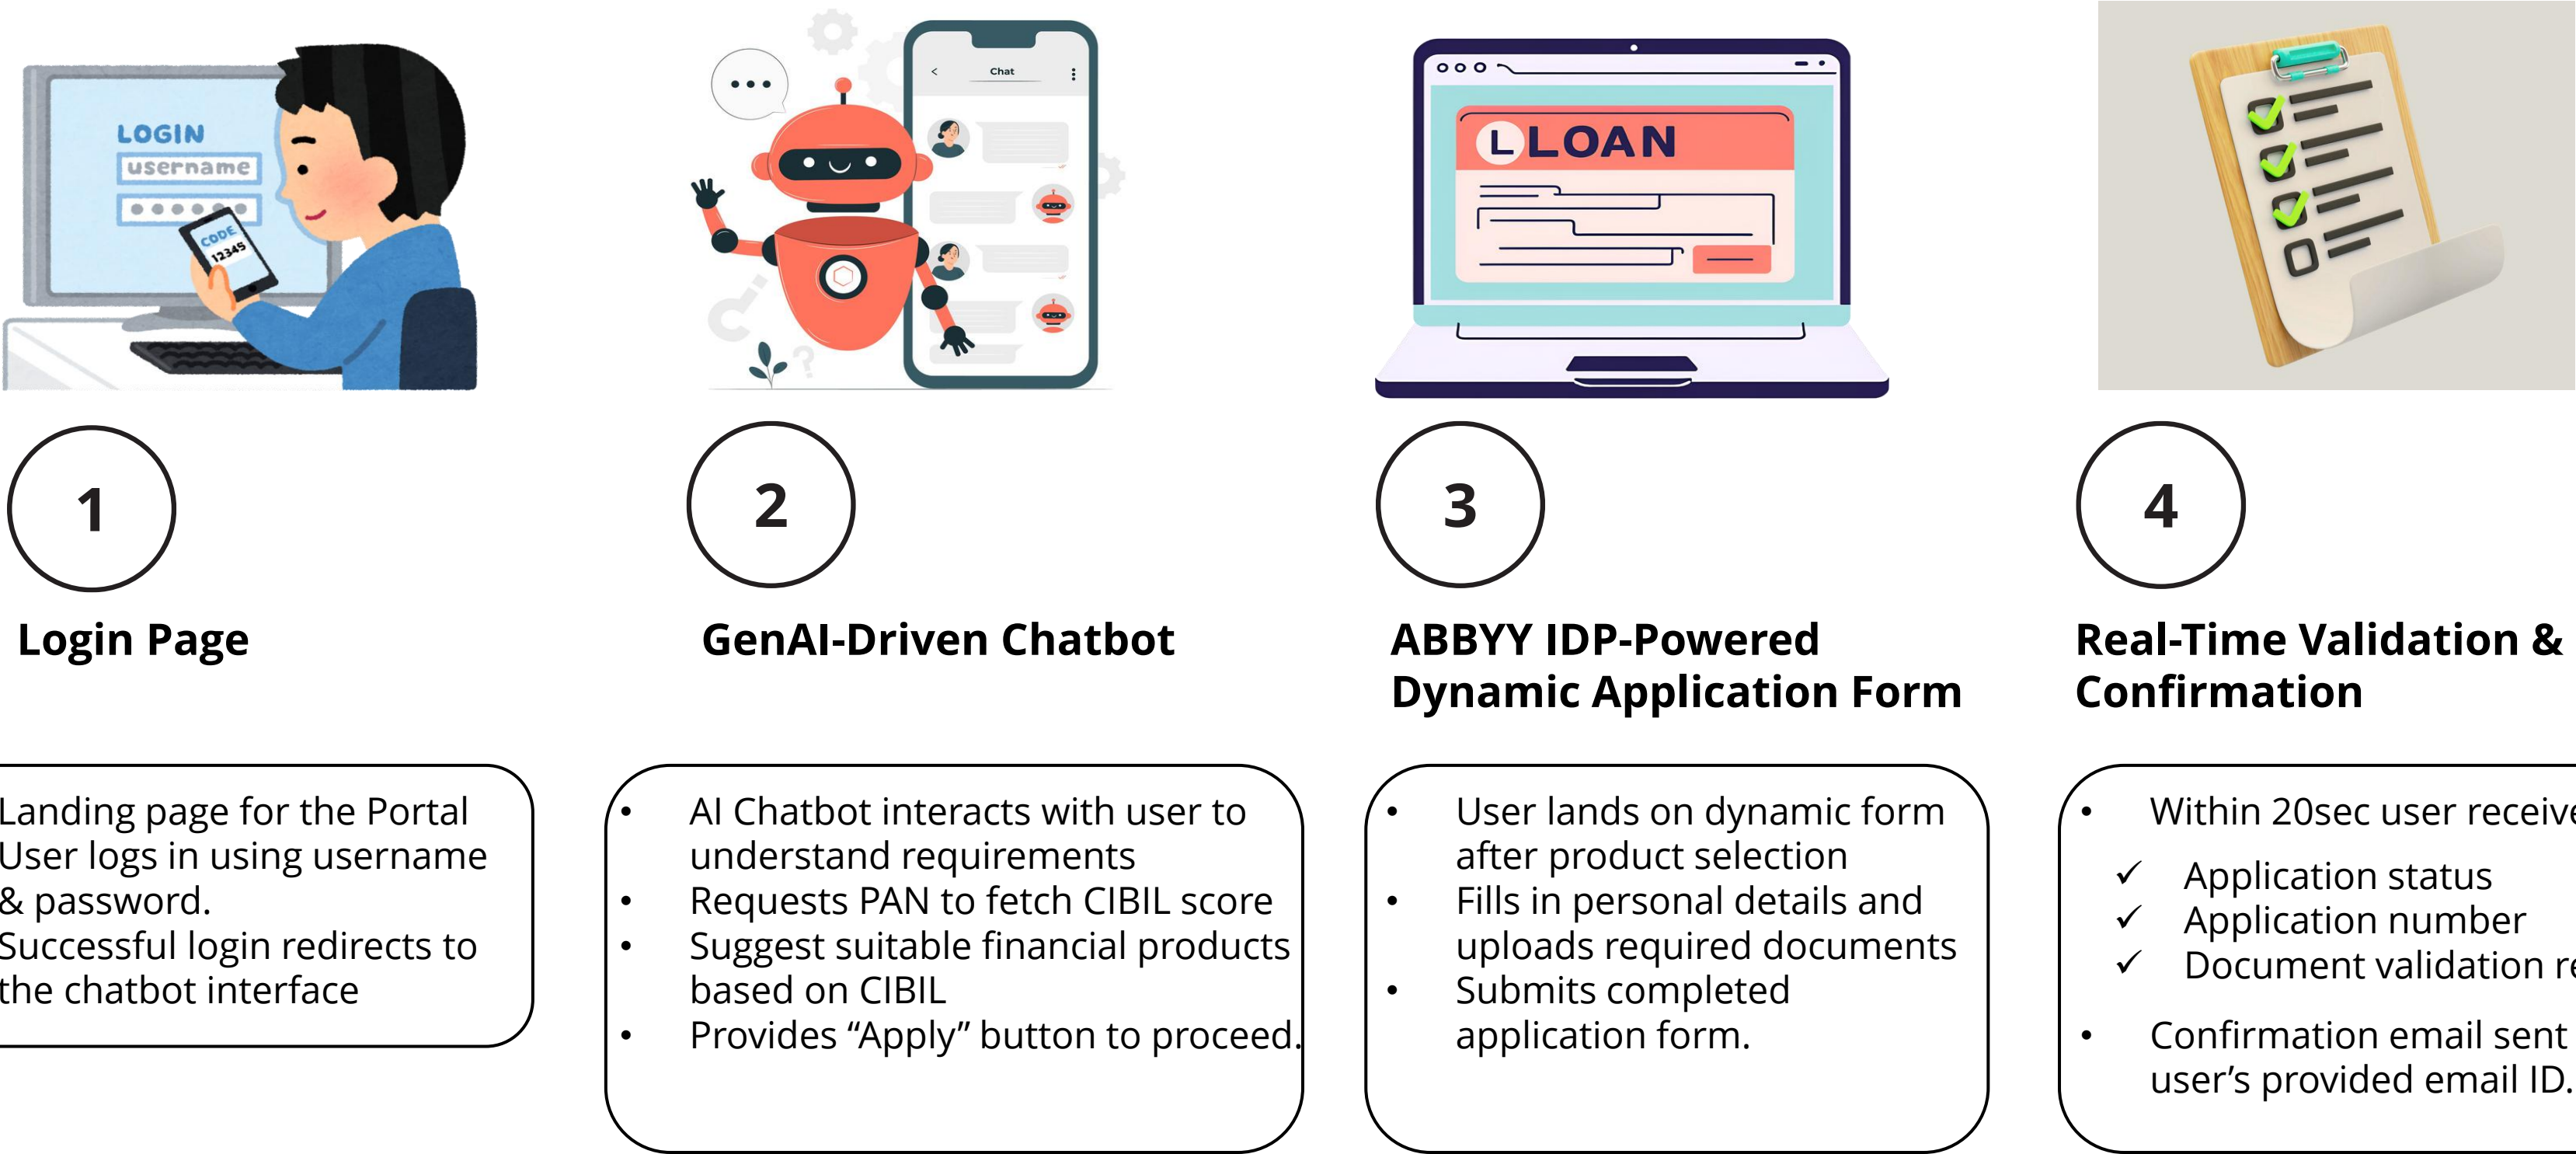 LOGIN
username
CODE
12345
Chat
L LOAN
1
2
3
4
Login Page
GenAI-Driven Chatbot
ABBYY IDP-Powered
Dynamic Application Form
Real-Time Validation &
Confirmation
Landing page for the Portal
User logs in using username
& password.
Successful login redirects to
the chatbot interface
• AI Chatbot interacts with user to
understand requirements
• Requests PAN to fetch CIBIL score
• Suggest suitable financial products
based on CIBIL
• Provides “Apply” button to proceed.
• User lands on dynamic form
after product selection
• Fills in personal details and
uploads required documents
• Submits completed
application form.
• Within 20sec user
✓ Application status
✓ Application number
✓ Document validation
• Confirmation email sent
user’s provided email ID.